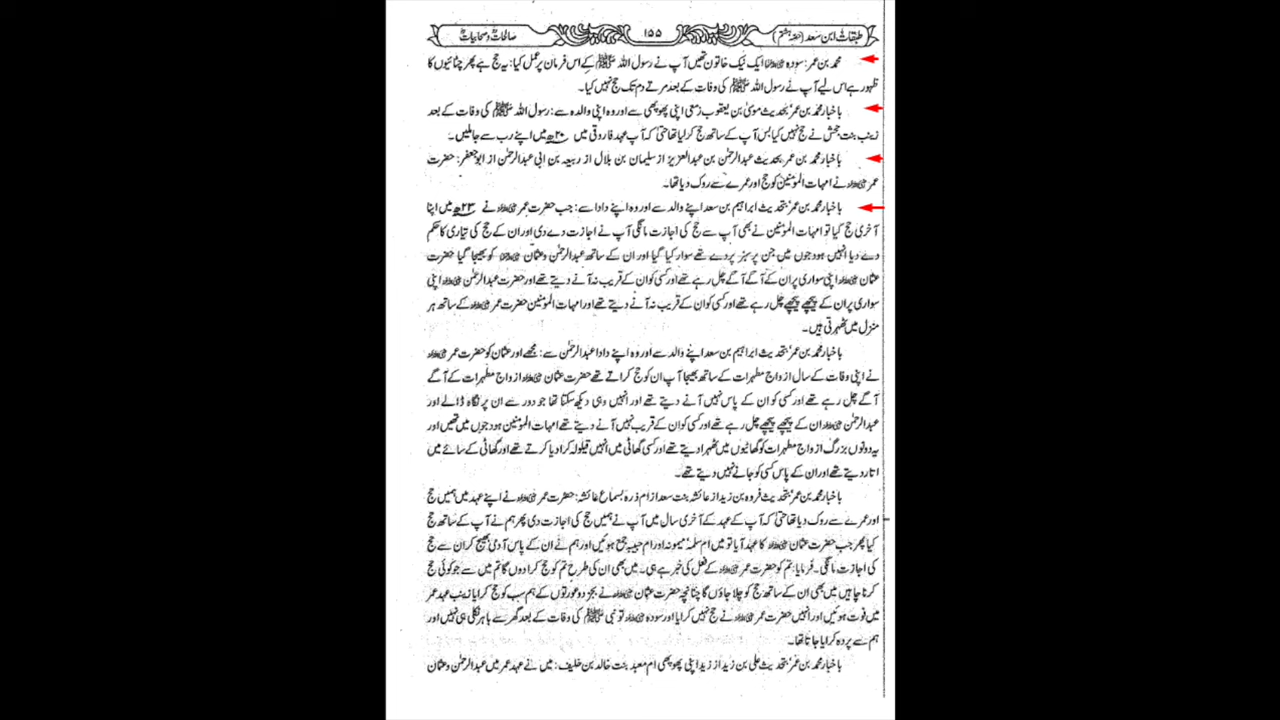 طبقات ابن سعد (حصہ ہشتم) ۱۵۵ صالحات و صحابیات
محمد بن عمر: سودہ رضی اللہ عنہا ایک نیک خاتون تھیں آپ نے رسول اللہ ﷺ کے اس فرمان پر عمل کیا: یہ حج ہے پھر چٹائیوں کا
ظہور ہے اس لیے آپ نے رسول اللہ ﷺ کی وفات کے بعد مرتے دم تک حج نہیں کیا۔
باخبار محمد بن عمر بتحدیث موسیٰ بن یعقوب زمعی اپنی پھوپھی سے اور وہ اپنی والدہ سے: رسول اللہ ﷺ کی وفات کے بعد
زینب بنت جحش نے حج نہیں کیا بس آپ کے ساتھ حج کر لیا تھا حتیٰ کہ آپ عہد فاروقی میں ۲۰ھ میں اپنے رب سے جا ملیں۔
باخبار محمد بن عمر بتحدیث عبدالرحمٰن بن عبدالعزیز از سلیمان بن بلال از ربیعہ بن ابی عبدالرحمٰن از ابو جعفر: حضرت
عمر رضی اللہ عنہ نے امہات المؤمنین کو حج اور عمرے سے روک دیا تھا۔
باخبار محمد بن عمر بتحدیث ابراہیم بن سعد اپنے والد سے اور وہ اپنے دادا سے: جب حضرت عمر رضی اللہ عنہ نے ۲۳ھ میں اپنا
آخری حج کیا تو امہات المؤمنین نے بھی آپ سے حج کی اجازت مانگی آپ نے اجازت دے دی اور ان کے حج کی تیاری کا حکم
دے دیا انہیں ہودجوں میں جن پر سبز پردے تھے سوار کیا گیا اور ان کے ساتھ عبدالرحمٰن و عثمان رضی اللہ عنہما کو بھیجا گیا حضرت
عثمان رضی اللہ عنہ اپنی سواری پر ان کے آگے آگے چل رہے تھے اور کسی کو ان کے قریب نہ آنے دیتے تھے اور حضرت عبدالرحمٰن رضی اللہ عنہ اپنی
سواری پر ان کے پیچھے پیچھے چل رہے تھے اور کسی کو ان کے قریب نہ آنے دیتے تھے اور امہات المؤمنین حضرت عمر رضی اللہ عنہ کے ساتھ ہر
منزل میں ٹھہرتی ہیں۔
باخبار محمد بن عمر بتحدیث ابراہیم بن سعد اپنے والد سے اور وہ اپنے دادا عبدالرحمٰن سے: مجھے اور عثمان کو حضرت عمر رضی اللہ عنہ
نے اپنی وفات کے سال ازواج مطہرات کے ساتھ بھیجا آپ ان کو حج کراتے تھے حضرت عثمان رضی اللہ عنہ ازواج مطہرات کے آگے
آگے چل رہے تھے اور کسی کو ان کے پاس نہیں آنے دیتے تھے اور انہیں وہی دیکھ سکتا تھا جو دور سے ان پر نگاہ ڈالے اور
عبدالرحمٰن رضی اللہ عنہ ان کے پیچھے پیچھے چل رہے تھے اور کسی کو ان کے قریب نہیں آنے دیتے تھے امہات المؤمنین ہودجوں میں تھیں اور
یہ دونوں بزرگ ازواج مطہرات کو گھاٹیوں میں ٹھہرا دیتے تھے اور کسی گھاٹی میں انہیں قیلولہ کرا دیا کرتے تھے اور گھاٹی کے سائے میں
اتار دیتے تھے اور ان کے پاس کسی کو جانے نہیں دیتے تھے۔
باخبار محمد بن عمر بتحدیث فروہ بن زید از عائشہ بنت سعد از ام ذرہ بسماع عائشہ: حضرت عمر رضی اللہ عنہ نے اپنے عہد میں ہمیں حج
اور عمرے سے روک دیا تھا حتیٰ کہ آپ کے عہد کے آخری سال میں آپ نے ہمیں حج کی اجازت دی پھر ہم نے آپ کے ساتھ حج
کیا پھر جب حضرت عثمان رضی اللہ عنہ کا عہد آیا تو میں ام سلمہ میمونہ اور ام حبیبہ جمع ہوئیں اور ہم نے ان کے پاس آدمی بھیج کر ان سے حج
کی اجازت مانگی۔ فرمایا: تم کو حضرت عمر رضی اللہ عنہ کے فعل کی خبر ہے ہی۔ میں بھی ان کی طرح تم کو حج کرا دوں گا تم میں سے جو کوئی حج
کرنا چاہیں میں بھی ان کے ساتھ حج کو چلا جاؤں گا چنانچہ حضرت عثمان رضی اللہ عنہ نے بجز دو عورتوں کے ہم سب کو حج کرایا زینب عہد عمر
میں فوت ہوئیں اور انہیں حضرت عمر رضی اللہ عنہ نے حج نہیں کرایا اور سودہ رضی اللہ عنہا تو نبی ﷺ کی وفات کے بعد گھر سے باہر نکلی ہی نہیں اور
ہم سے پردہ کرایا جاتا تھا۔
باخبار محمد بن عمر بتحدیث علی بن زید از زید اپنی پھوپھی ام معبد بنت خالد بن خلیف: میں نے عہد عمر میں عبدالرحمٰن و عثمان